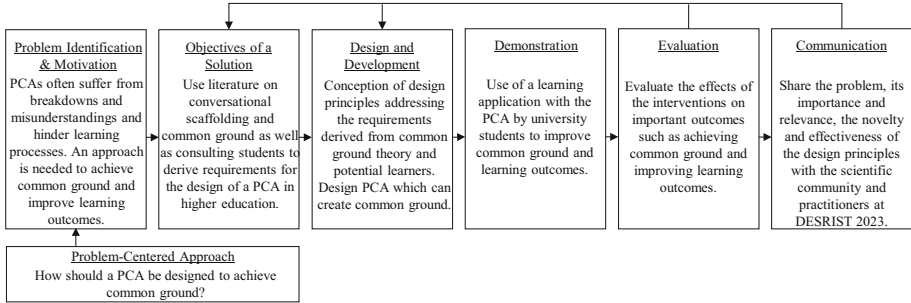 Problem Identification
& Motivation
PCAs often suffer from
breakdowns and
misunderstandings and
hinder learning
processes. An approach
is needed to achieve
common ground and
improve learning
outcomes.
Objectives of a
Solution
Use literature on
conversational
scaffolding and
common ground as well
as consulting students to
derive requirements for
the design of a PCA in
higher education.
Design and
Development
Conception of design
principles addressing
the requirements
derived from common
ground theory and
potential learners.
Design PCA which can
create common ground.
Demonstration
Use of a learning
application with the
PCA by university
students to improve
common ground and
learning outcomes.
Evaluation
Evaluate the effects of
the interventions on
important outcomes
such as achieving
common ground and
improving learning
outcomes.
Communication
Share the problem, its
importance and
relevance, the novelty
and effectiveness of
the design principles
with the scientific
community and
practitioners at
DESRIST 2023.
Problem-Centered Approach
How should a PCA be designed to achieve
common ground?